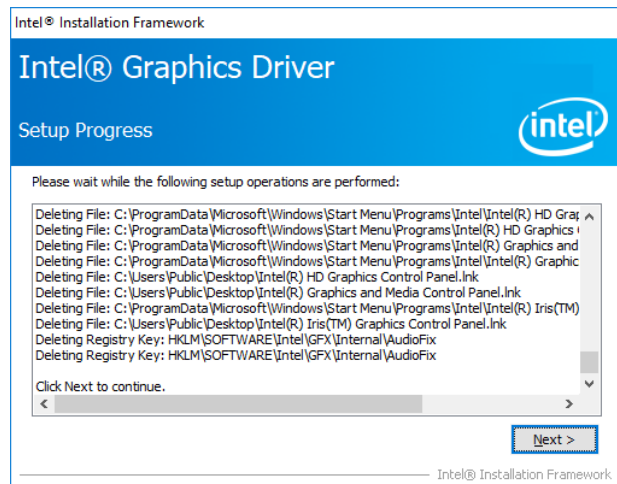 Intel® Installation Framework
Intel® Graphics Driver
Setup Progress
intel
Please wait while the following setup operations are performed:
Deleting File: C:\ProgramData\Microsoft\Windows\Start Menu\Programs\Intel\Intel(R) HD Grap
Deleting File: C:\ProgramData\Microsoft\Windows\Start Menu\Programs\Intel(R) HD Graphics
Deleting File: C:\ProgramData\Microsoft\Windows\Start Menu\Programs\Intel(R) Graphics and
Deleting File: C:\ProgramData\Microsoft\Windows\Start Menu\Programs\Intel\Intel(R) Graphic
Deleting File: C:\Users\Public\Desktop\Intel(R) HD Graphics Control Panel.lnk
Deleting File: C:\Users\Public\Desktop\Intel(R) Graphics and Media Control Panel.lnk
Deleting File: C:\ProgramData\Microsoft\Windows\Start Menu\Programs\Intel\Intel(R) Iris(TM)
Deleting File: C:\Users\Public\Desktop\Intel(R) Iris(TM) Graphics Control Panel.lnk
Deleting Registry Key: HKLM\SOFTWARE\Intel\GFX\Internal\AudioFix
Deleting Registry Key: HKLM\SOFTWARE\Intel\GFX\Internal\AudioFix
Click Next to continue.
Next >
Intel® Installation Framework